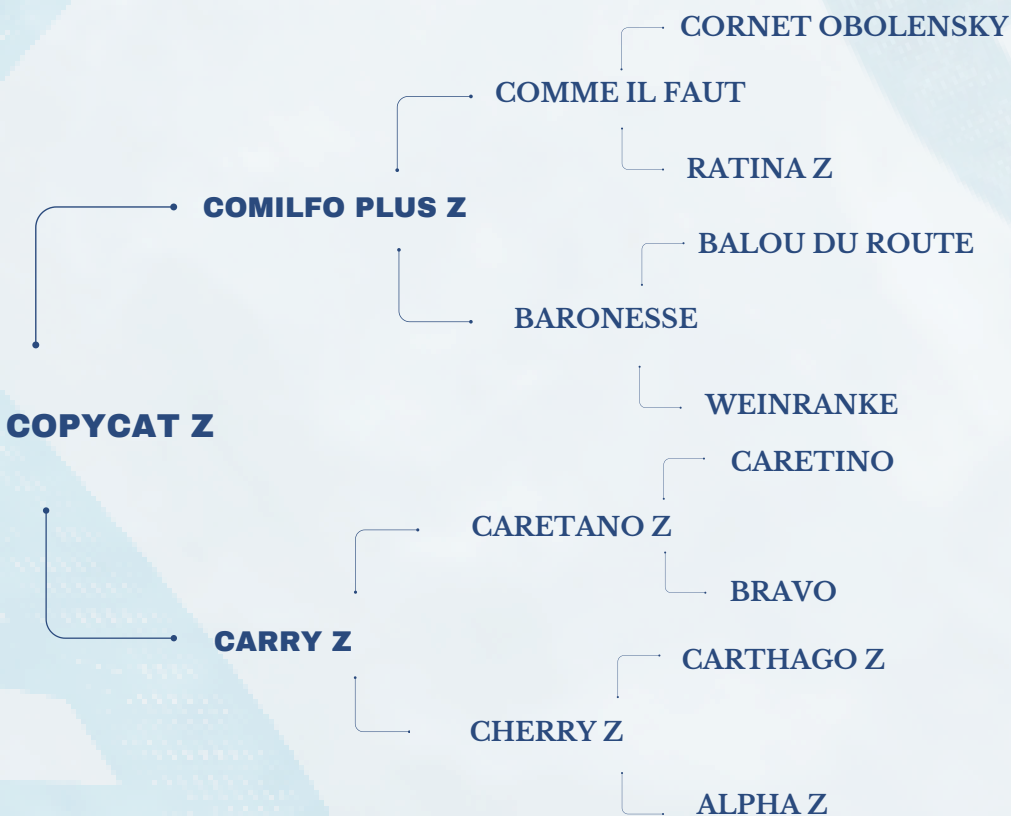 CORNET OBOLENSKY
COMME IL FAUT
RATINA Z
COMILFO PLUS Z
BALOU DU ROUTE
BARONESSE
WEINRANKE
COPYCAT Z
CARETINO
CARETANO Z
BRAVO
CARRY Z
CARTHAGO Z
CHERRY Z
ALPHA Z